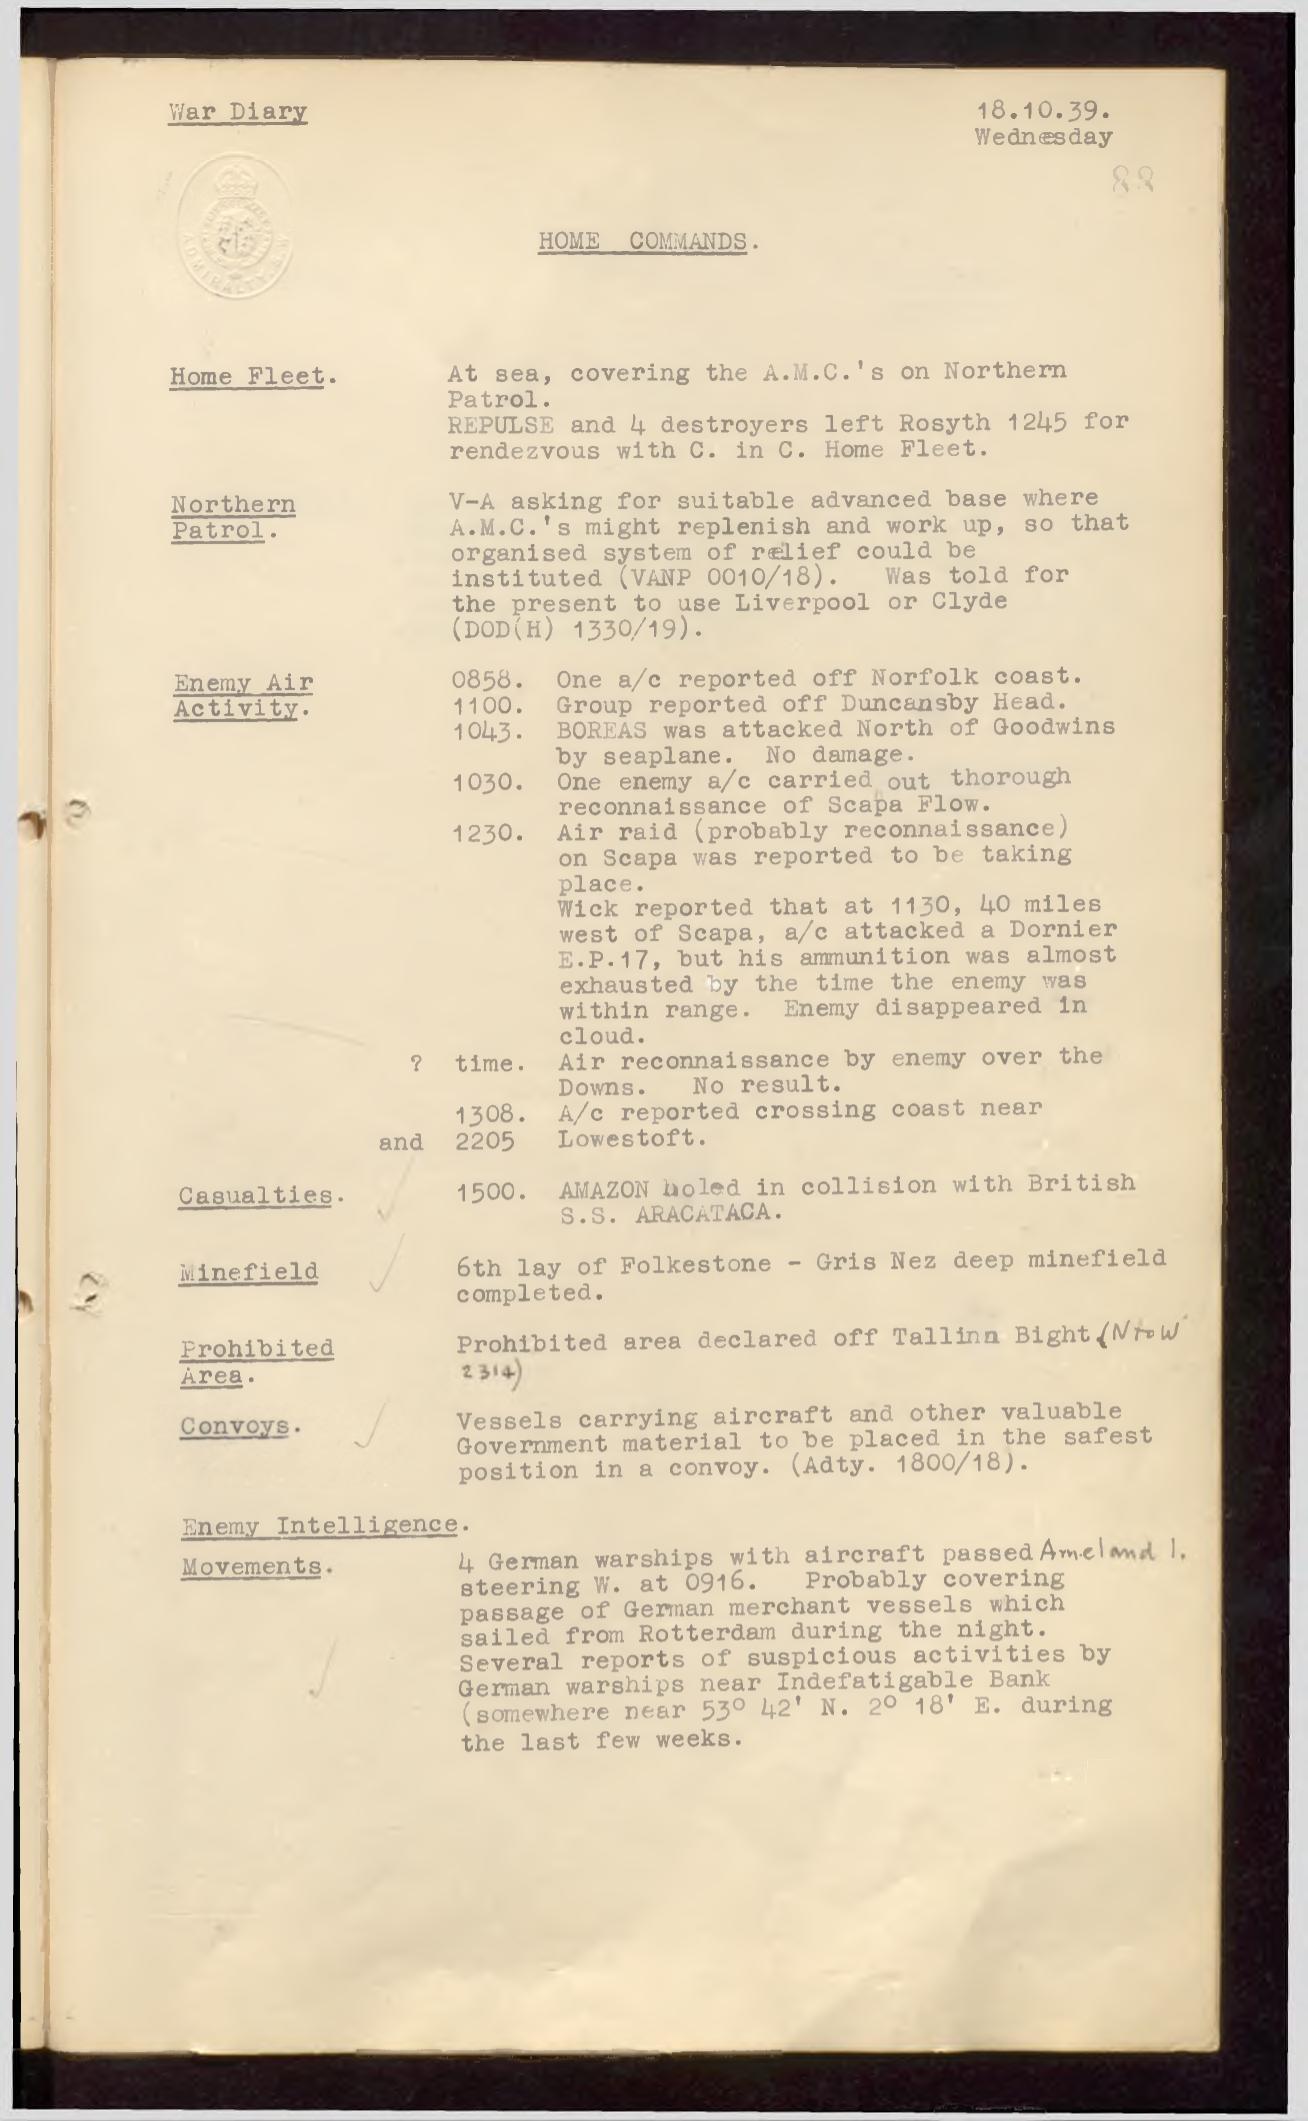 War Diary
18.10.39.
Wednesday
88
ADMIRALTY. S.W.
HOME COMMANDS.
Home Fleet. At sea, covering the A.M.C.'s on Northern
Patrol.
REPULSE and 4 destroyers left Rosyth 1245 for
rendezvous with C. in C. Home Fleet.
Northern V-A asking for suitable advanced base where
Patrol. A.M.C.'s might replenish and work up, so that
organised system of relief could be
instituted (VANP 0010/18). Was told for
the present to use Liverpool or Clyde
(DOD(H) 1330/19).
Enemy Air 0858. One a/c reported off Norfolk coast.
Activity. 1100. Group reported off Duncansby Head.
1043. BOREAS was attacked North of Goodwins
by seaplane. No damage.
1030. One enemy a/c carried out thorough
reconnaissance of Scapa Flow.
1230. Air raid (probably reconnaissance)
on Scapa was reported to be taking
place.
Wick reported that at 1130, 40 miles
west of Scapa, a/c attacked a Dornier
E.P.17, but his ammunition was almost
exhausted by the time the enemy was
within range. Enemy disappeared in
cloud.
? time. Air reconnaissance by enemy over the
Downs. No result.
1308. A/c reported crossing coast near
and 2205 Lowestoft.
Casualties. 1500. AMAZON holed in collision with British
S.S. ARACATACA.
Minefield 6th lay of Folkestone - Gris Nez deep minefield
completed.
Prohibited Prohibited area declared off Tallinn Bight (NtoW
Area. 2314)
Convoys. Vessels carrying aircraft and other valuable
Government material to be placed in the safest
position in a convoy. (Adty. 1800/18).
Enemy Intelligence.
Movements. 4 German warships with aircraft passed Ameland I.
steering W. at 0916. Probably covering
passage of German merchant vessels which
sailed from Rotterdam during the night.
Several reports of suspicious activities by
German warships near Indefatigable Bank
(somewhere near 53° 42' N. 2° 18' E. during
the last few weeks.